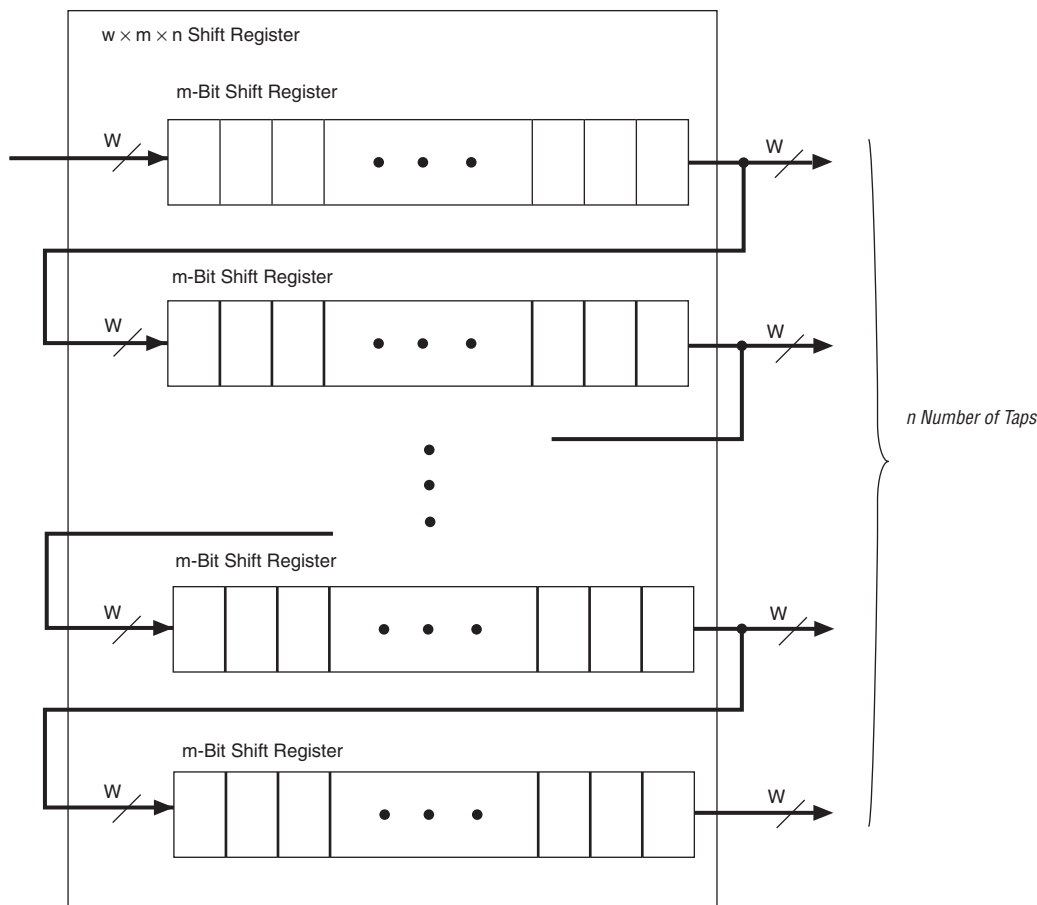 w × m × n Shift Register
m-Bit Shift Register
W
W
m-Bit Shift Register
W
W
n Number of Taps
m-Bit Shift Register
W
W
m-Bit Shift Register
W
W